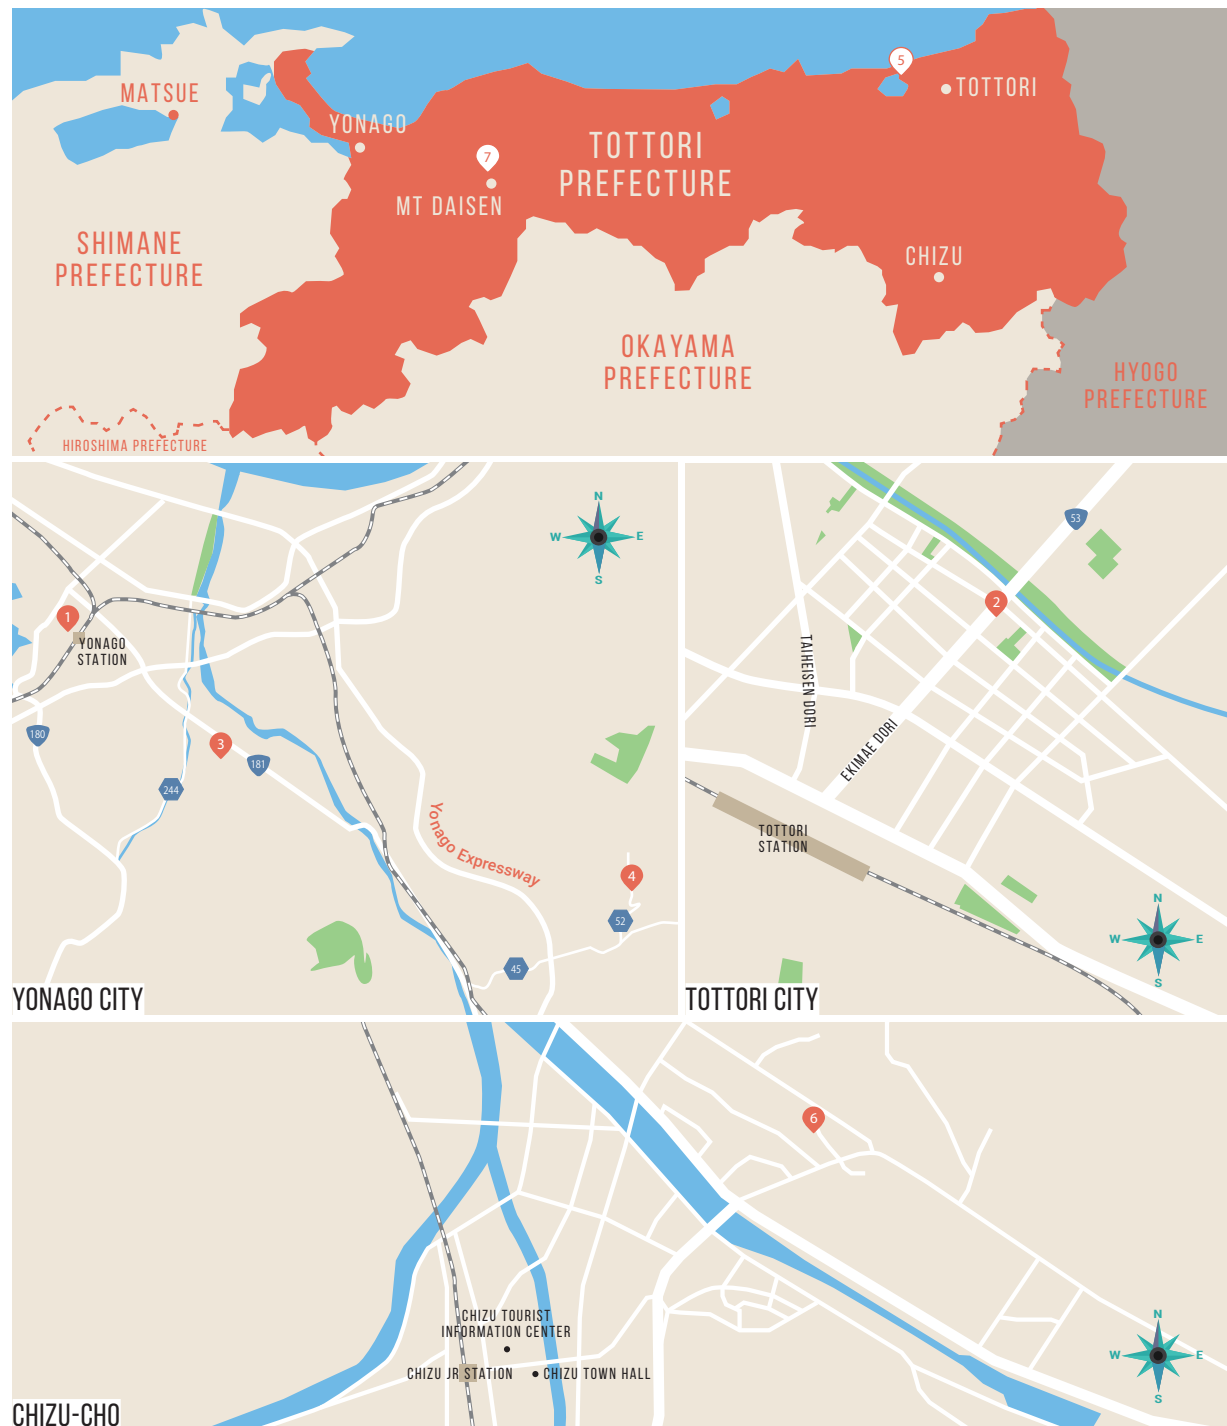 5
MATSUE
TOTTORI
YONAGO
TOTTORI
PREFECTURE
7
MT DAISEN
SHIMANE
PREFECTURE
CHIZU
OKAYAMA
PREFECTURE
HYOGO
PREFECTURE
HIROSHIMA PREFECTURE
N
W
E
S
1
YONAGO
STATION
180
3
181
244
Yonago Expressway
4
52
45
YONAGO CITY
53
2
TAIHEISEN DORI
EKIMAE DORI
TOTTORI
STATION
N
W
E
S
TOTTORI CITY
6
CHIZU TOURIST
INFORMATION CENTER
CHIZU JR STATION
CHIZU TOWN HALL
N
W
E
S
CHIZU-CHO